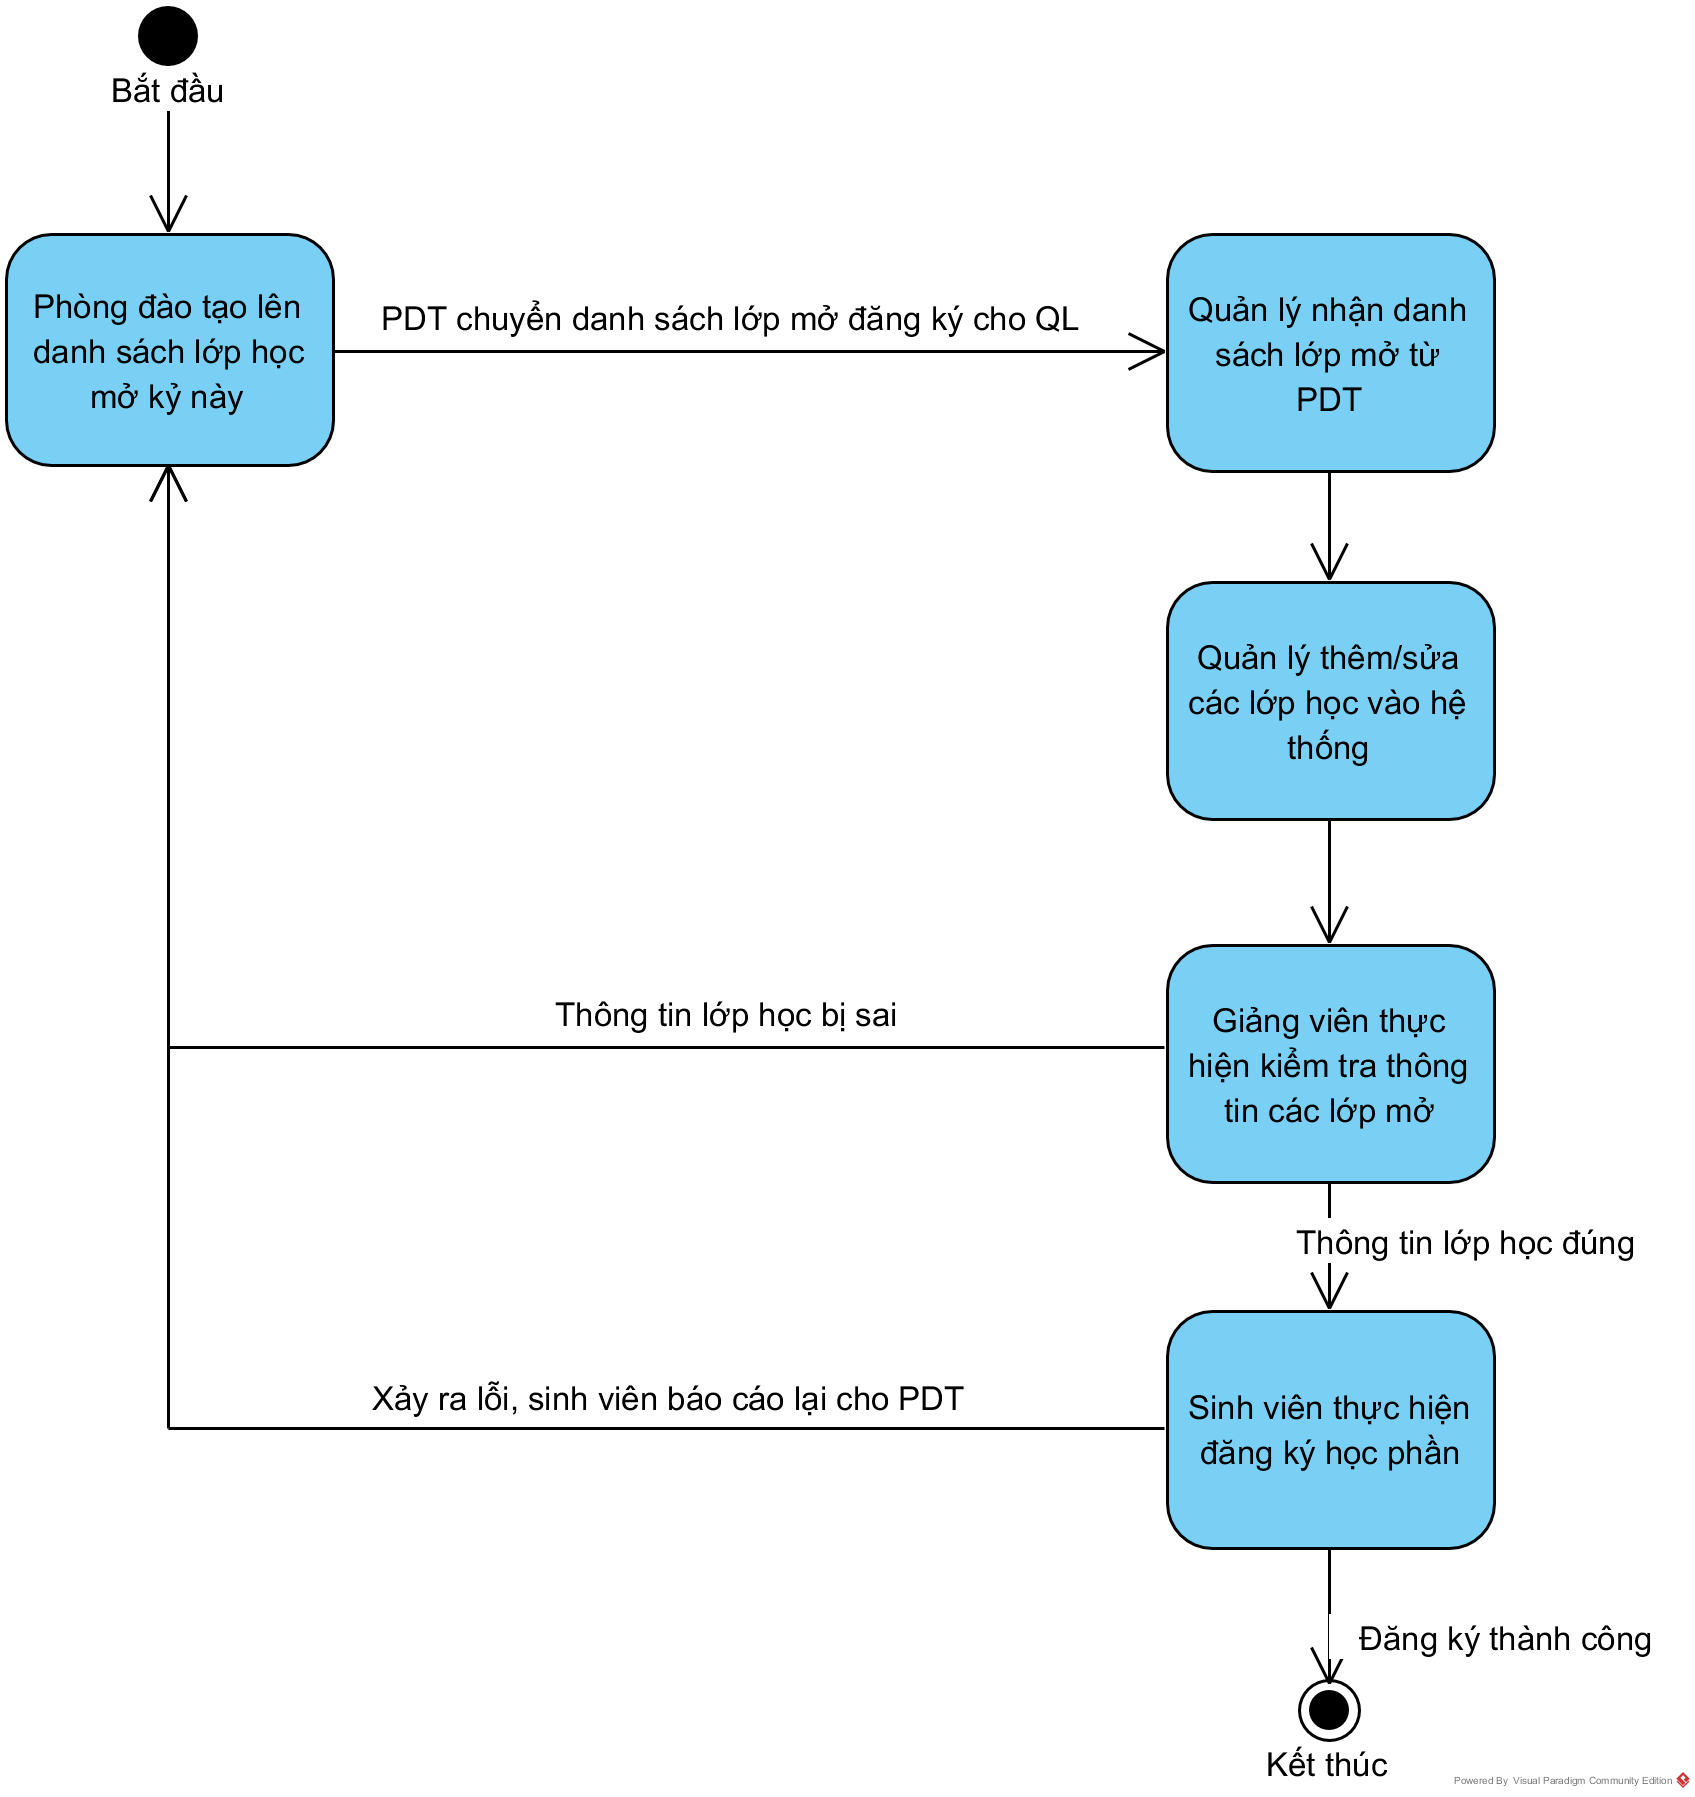 Bắt đầu
Phòng đào tạo lên
danh sách lớp học
mở kỷ này
PDT chuyển danh sách lớp mở đăng ký cho QL
Quản lý nhận danh
sách lớp mở từ
PDT
Quản lý thêm/sửa
các lớp học vào hệ
thống
Thông tin lớp học bị sai
Giảng viên thực
hiện kiểm tra thông
tin các lớp mở
Thông tin lớp học đúng
Xảy ra lỗi, sinh viên báo cáo lại cho PDT
Sinh viên thực hiện
đăng ký học phần
Đăng ký thành công
Kết thúc
Powered By Visual Paradigm Community Edition